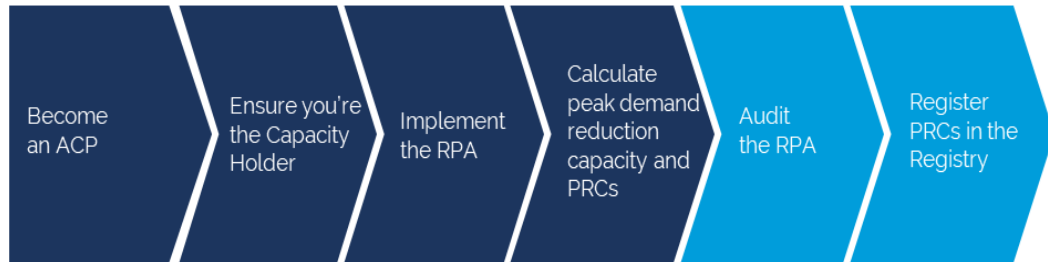 Become
an ACP
Ensure you're
the Capacity
Holder
Implement
the RPA
Calculate
peak demand
reduction
capacity and
PRCs
Audit
the RPA
Register
PRCs in the
Registry